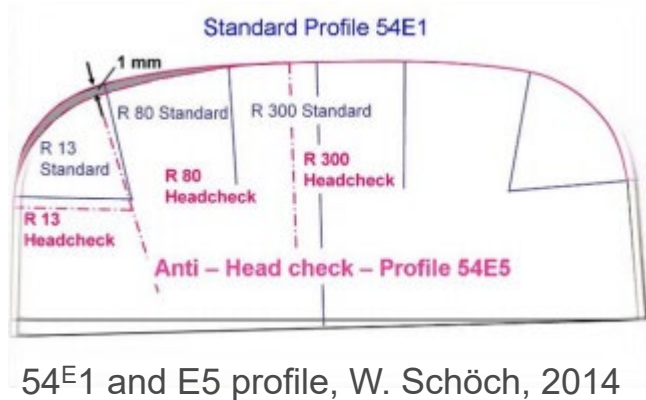 Standard Profile 54E1
1 mm
R 80 Standard
R 300 Standard
R 13
Standard
R 80
Headcheck
R 300
Headcheck
R 13
Headcheck
Anti – Head check – Profile 54E5
54ᴱ1 and E5 profile, W. Schöch, 2014